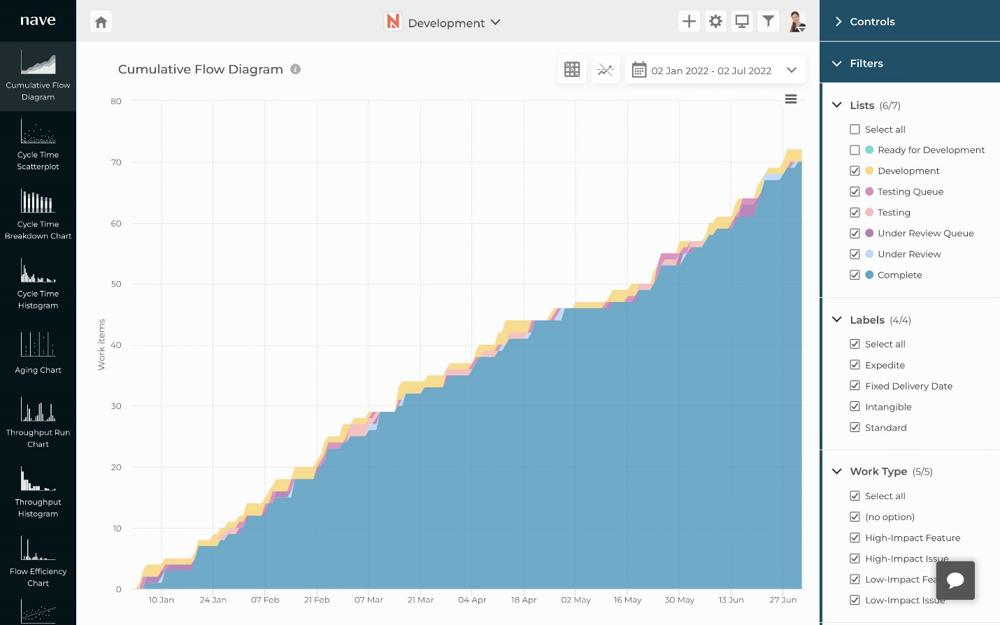 nave
Development
Controls
Filters
Cumulative Flow
Diagram
Cycle Time
Scatterplot
Cycle Time
Breakdown Chart
Cycle Time
Histogram
Aging Chart
Throughput Run
Chart
Throughput
Histogram
Flow Efficiency
Chart
Cumulative Flow Diagram
02 Jan 2022 - 02 Jul 2022
80
70
60
50
40
30
20
10
0
Work items
10 Jan
24 Jan
07 Feb
21 Feb
07 Mar
21 Mar
04 Apr
18 Apr
02 May
16 May
30 May
13 Jun
27 Jun
Lists (6/7)
Select all
Ready for Development
Development
Testing Queue
Testing
Under Review Queue
Under Review
Complete
Labels (4/4)
Select all
Expedite
Fixed Delivery Date
Intangible
Standard
Work Type (5/5)
Select all
(no option)
High-Impact Feature
High-Impact Issue
Low-Impact Fea
Low-Impact Issue